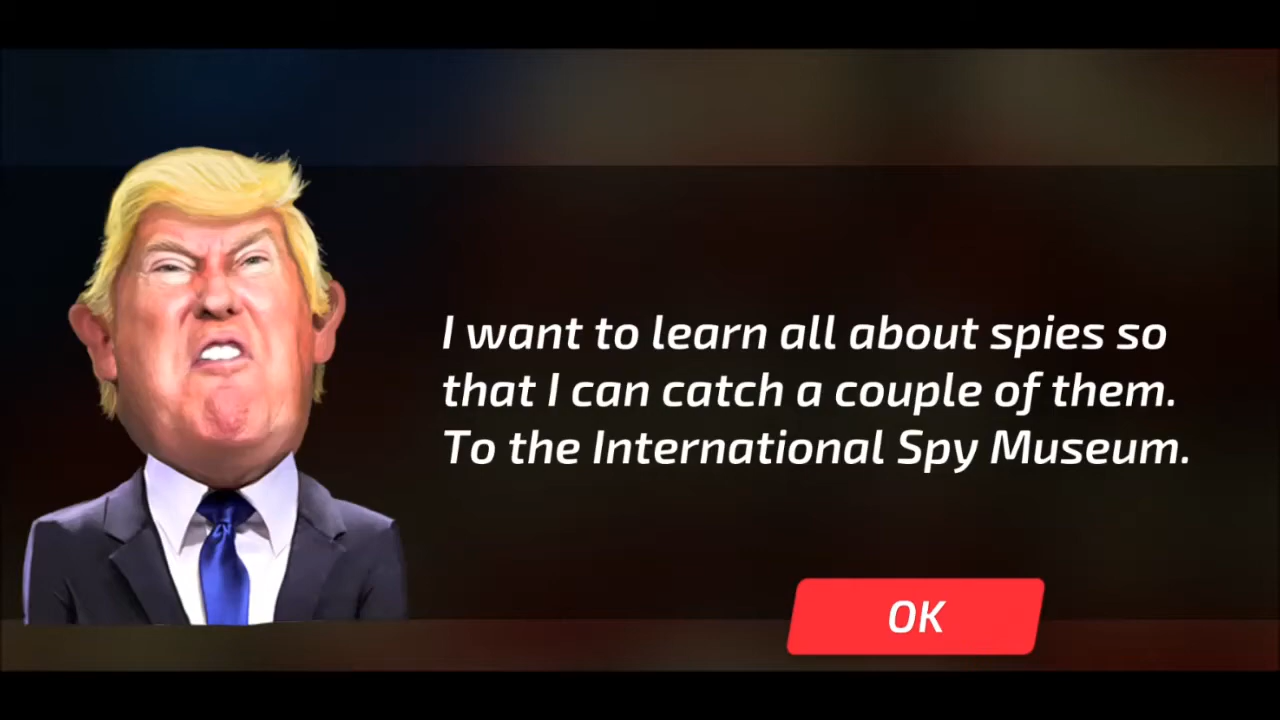 I want to learn all about spies so
that I can catch a couple of them.
To the International Spy Museum.
OK